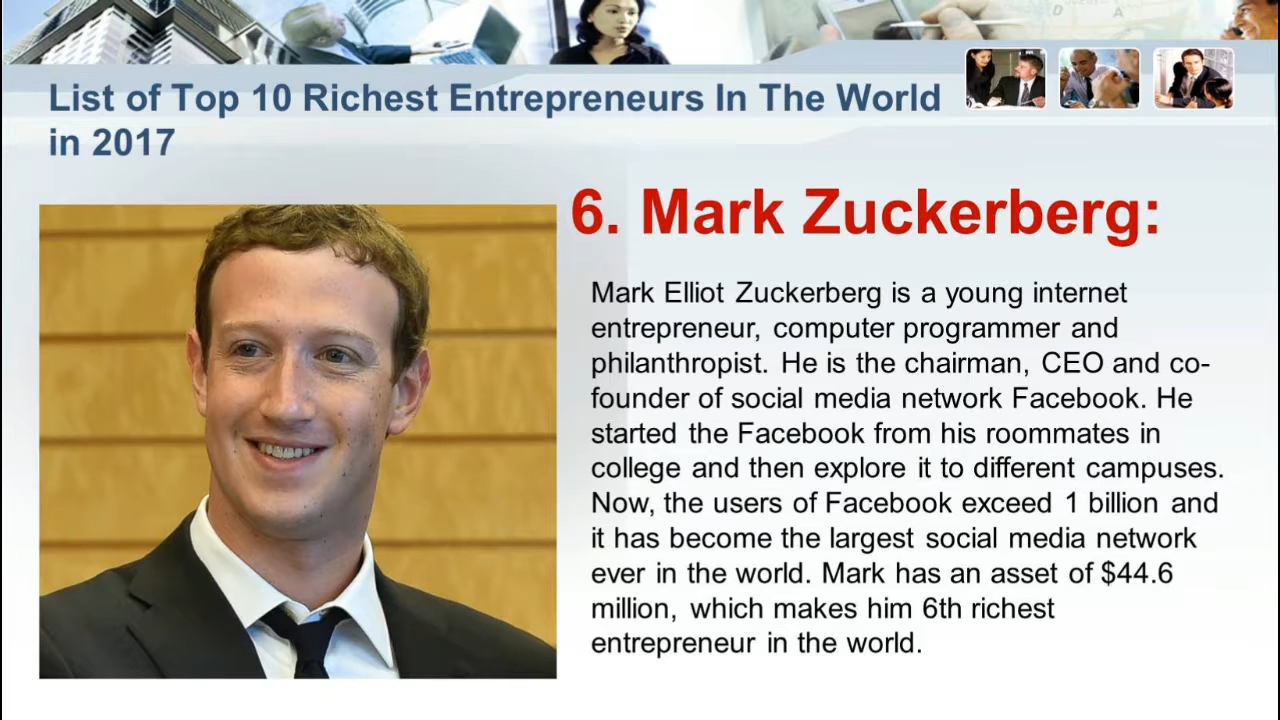 List of Top 10 Richest Entrepreneurs In The World
in 2017
6. Mark Zuckerberg:
Mark Elliot Zuckerberg is a young internet
entrepreneur, computer programmer and
philanthropist. He is the chairman, CEO and co-
founder of social media network Facebook. He
started the Facebook from his roommates in
college and then explore it to different campuses.
Now, the users of Facebook exceed 1 billion and
it has become the largest social media network
ever in the world. Mark has an asset of $44.6
million, which makes him 6th richest
entrepreneur in the world.